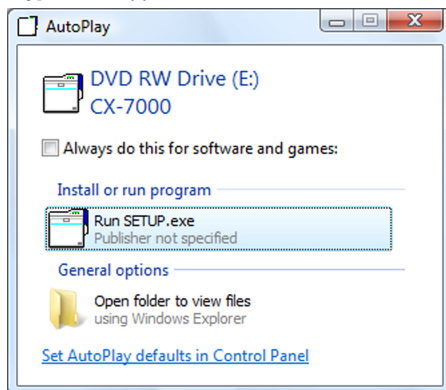 AutoPlay
DVD RW Drive (E:)
CX-7000
Always do this for software and games:
Install or run program
Run SETUP.exe
Publisher not specified
General options
Open folder to view files
using Windows Explorer
Set AutoPlay defaults in Control Panel